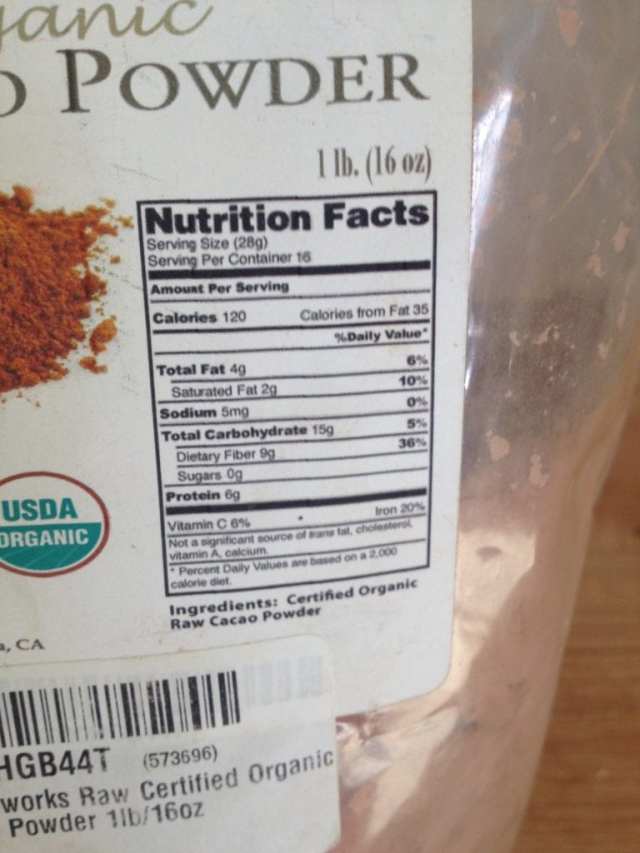 ganic
o POWDER
1 lb. (16 oz)
Nutrition Facts
Serving Size (28g)
Serving Per Container 16
Amount Per Serving
Calories 120 Calories from Fat 35
%Daily Value*
Total Fat 4g 6%
Saturated Fat 2g 10%
Sodium 5mg 0%
Total Carbohydrate 15g 5%
Dietary Fiber 9g 36%
Sugars 0g
Protein 6g
Vitamin C 6% • Iron 20%
Not a significant source of trans fat, cholesterol,
vitamin A, calcium.
* Percent Daily Values are based on a 2,000
calorie diet.
Ingredients: Certified Organic
Raw Cacao Powder
USDA
ORGANIC
a, CA
HGB44T (573696)
works Raw Certified Organic
Powder 1lb/16oz